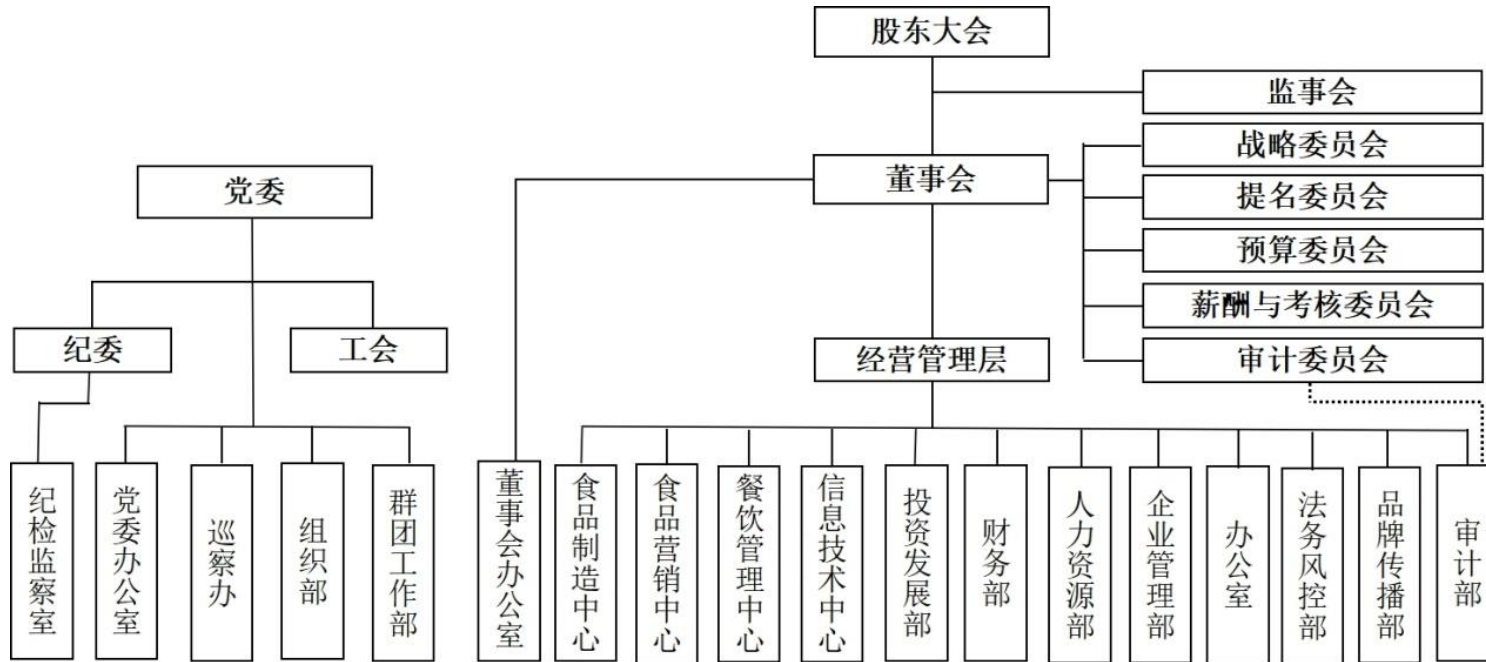 股东大会
监事会
战略委员会
党委
董事会
提名委员会
预算委员会
薪酬与考核委员会
纪委
工会
经营管理层
审计委员会
纪检监察室
党委办公室
巡察办
组织部
群团工作部
董事会办公室
食品制造中心
食品营销中心
餐饮管理中心
信息技术中心
投资发展部
财务部
人力资源部
企业管理部
办公室
法务风控部
品牌传播部
审计部